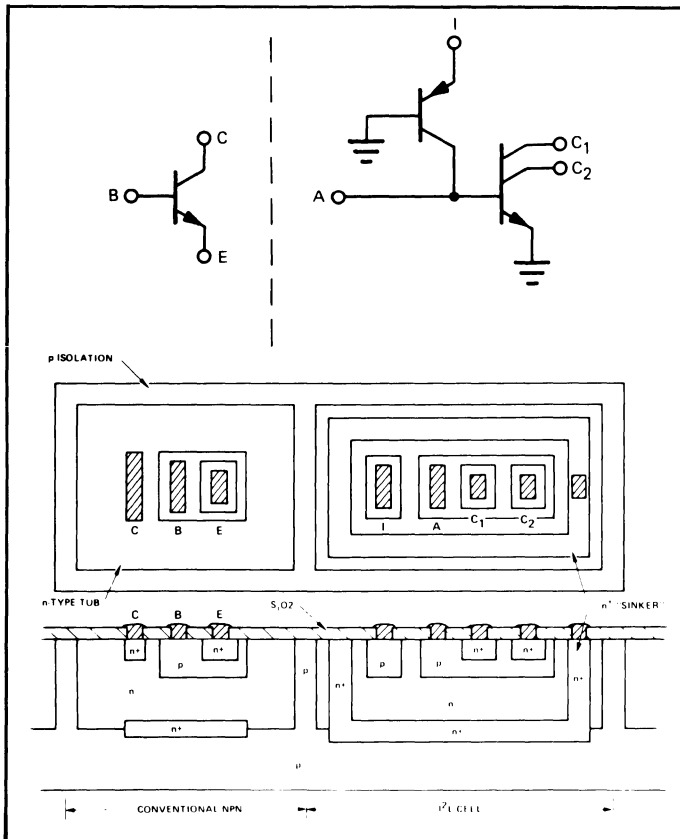 I
C
C₁
C₂
B
A
E
p ISOLATION
C
B
E
I
A
C₁
C₂
n-TYPE TUB
SiO2
n⁺ "SINKER"
C
B
E
n+
p
n+
n
n+
p
n+
p
p
n+
n+
n+
n
n+
p
CONVENTIONAL NPN
I²L CELL